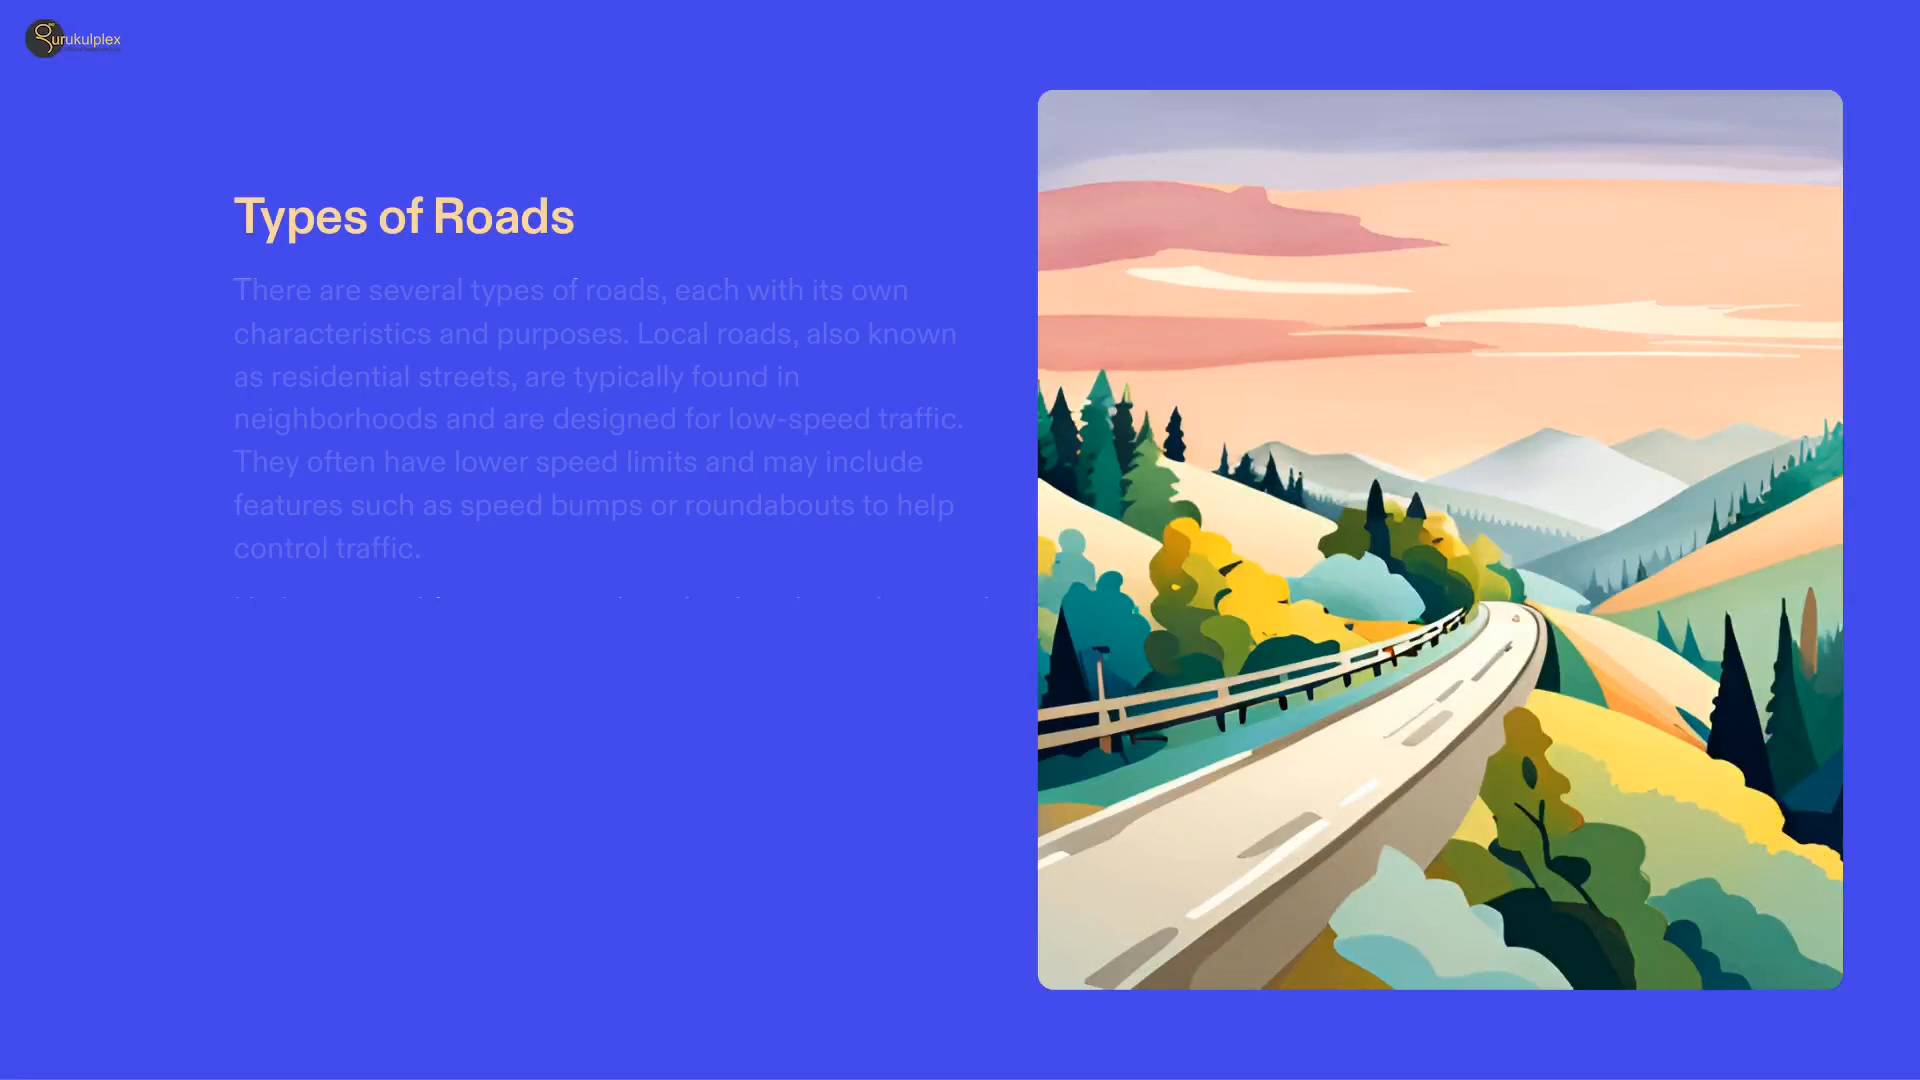 gurukulplex
Types of Roads
There are several types of roads, each with its own
characteristics and purposes. Local roads, also known
as residential streets, are typically found in
neighborhoods and are designed for low-speed traffic.
They often have lower speed limits and may include
features such as speed bumps or roundabouts to help
control traffic.